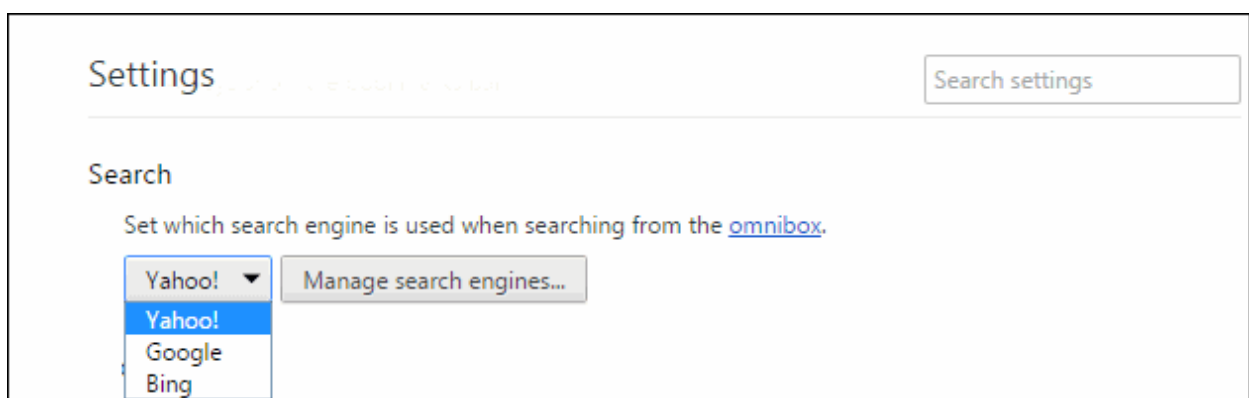 Settings
Search settings
Search
Set which search engine is used when searching from the omnibox.
Yahoo!
Manage search engines...
Yahoo!
Google
Bing